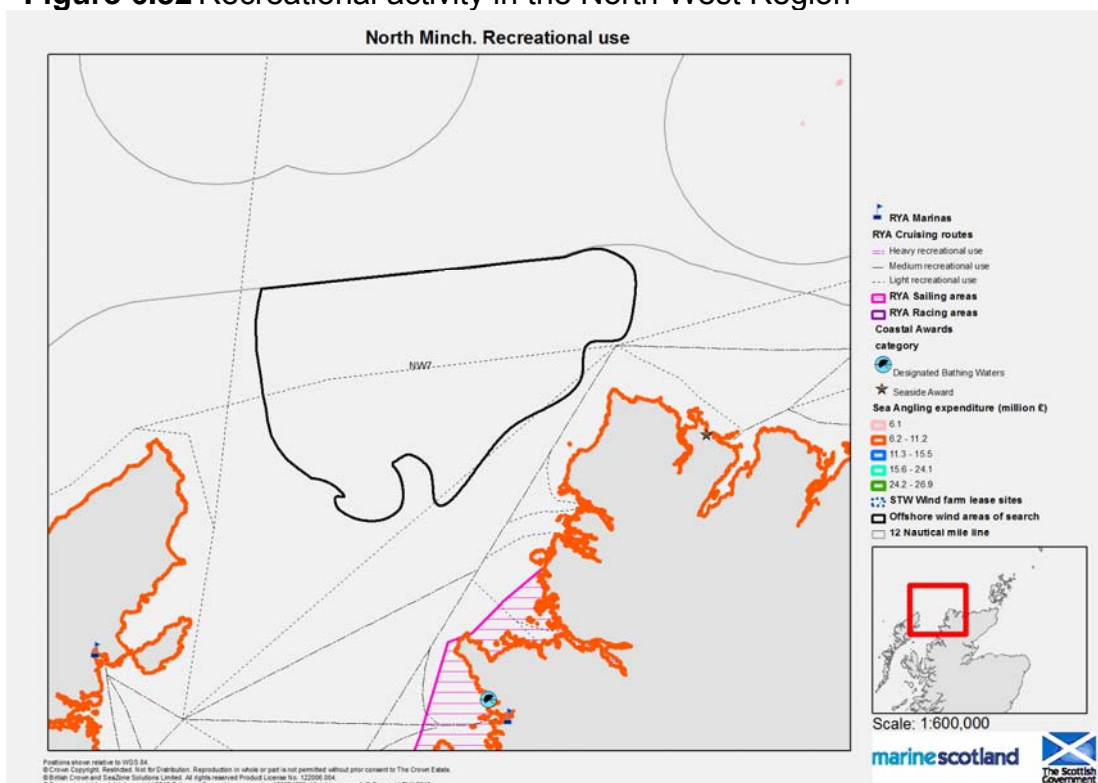 Recreational activity in the North West Region
North Minch. Recreational use
NW7
RYA Marinas
RYA Cruising routes
Heavy recreational use
Medium recreational use
Light recreational use
RYA Sailing areas
RYA Racing areas
Coastal Awards
category
Designated Bathing Waters
Seaside Award
Sea Angling expenditure (million £)
6.1
6.2 - 11.2
11.3 - 15.5
15.6 - 24.1
24.2 - 26.9
STW Wind farm lease sites
Offshore wind areas of search
12 Nautical mile line
Scale: 1:600,000
marinescotland
The Scottish
Government
Positions shown relative to WGS 84.
© Crown Copyright. Restricted. Not for Distribution. Reproduction in whole or part is not permitted without prior consent to The Crown Estate.
© British Crown and SeaZone Solutions Limited. All rights reserved Product License No. 122006.004.